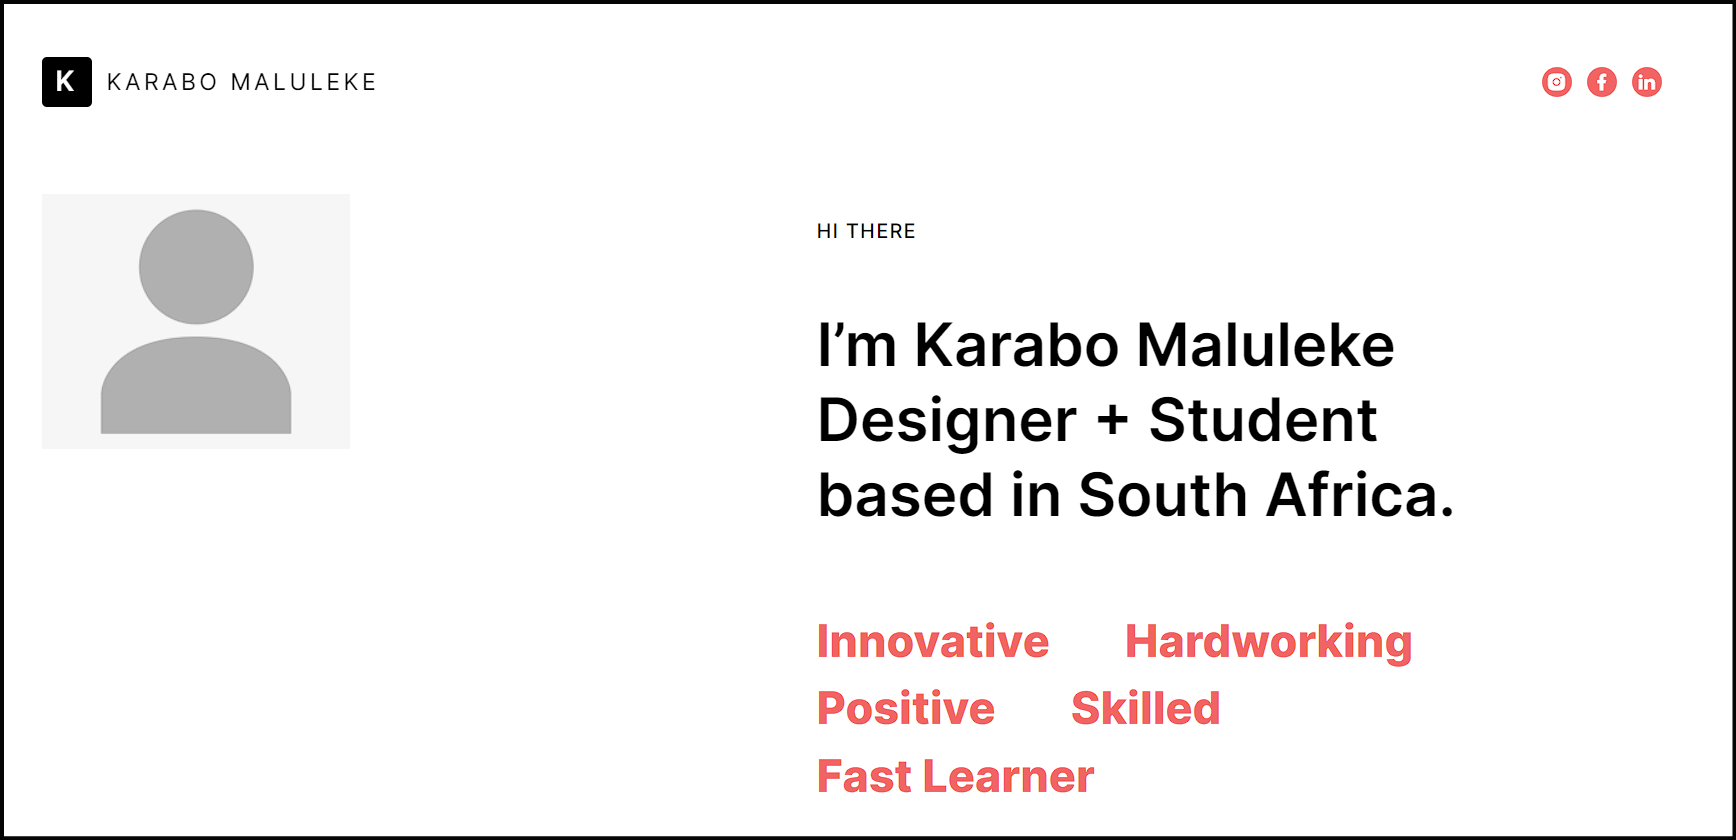 K KARABO MALULEKE
HI THERE
I’m Karabo Maluleke
Designer + Student
based in South Africa.
Innovative Hardworking
Positive Skilled
Fast Learner